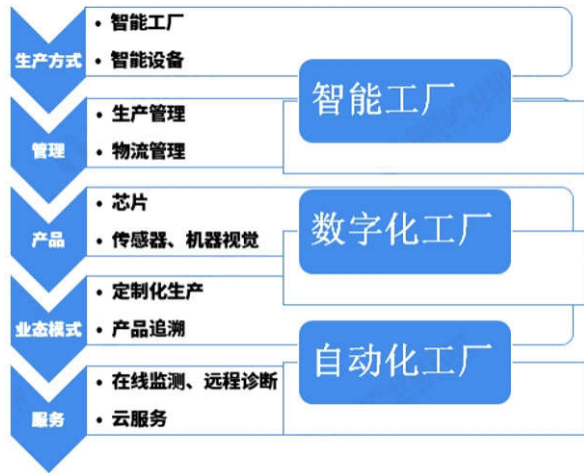 生产方式
• 智能工厂
• 智能设备
管理
• 生产管理
• 物流管理
产品
• 芯片
• 传感器、机器视觉
业态模式
• 定制化生产
• 产品追溯
服务
• 在线监测、远程诊断
• 云服务
智能工厂
数字化工厂
自动化工厂